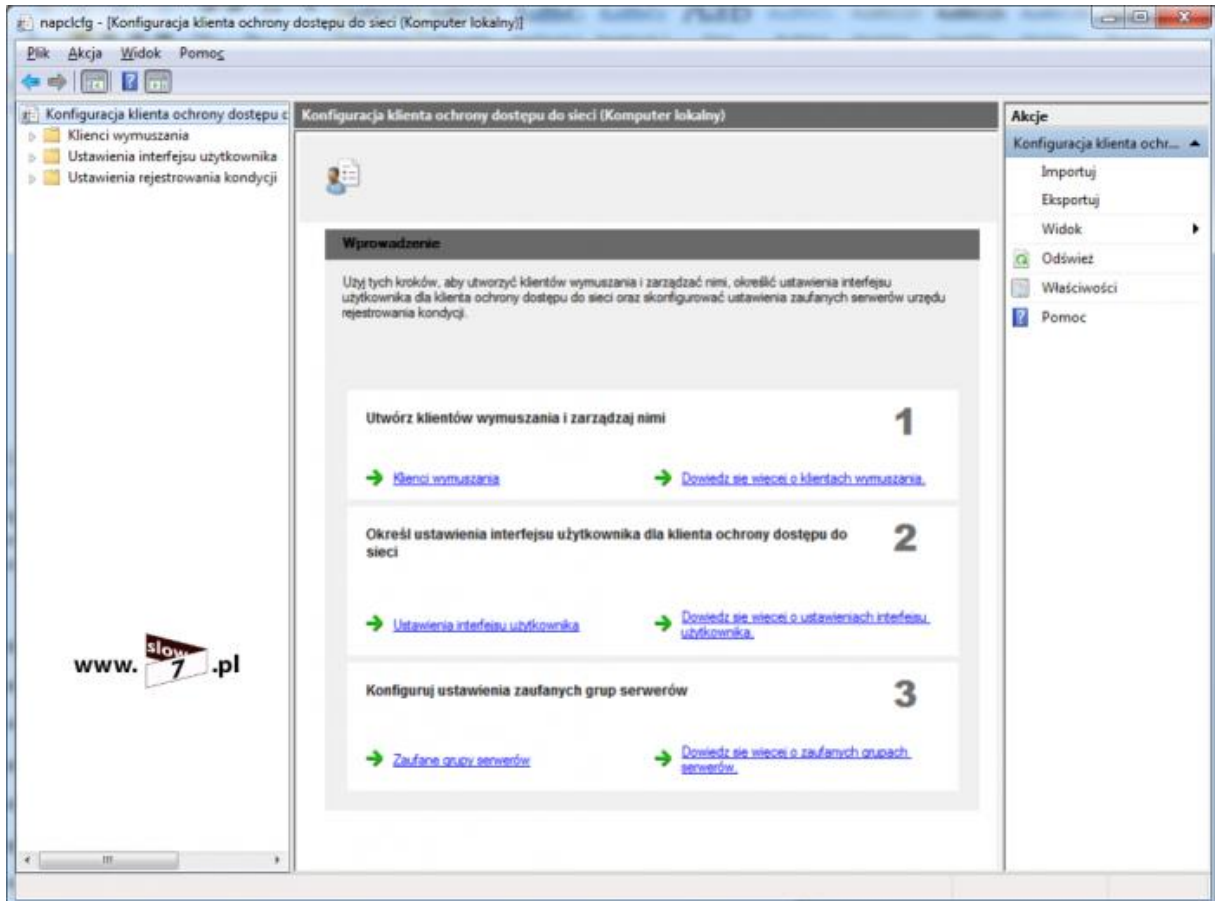 napclcfg - [Konfiguracja klienta ochrony dostępu do sieci (Komputer lokalny)]
Plik Akcja Widok Pomoc
Konfiguracja klienta ochrony dostępu c
Klienci wymuszania
Ustawienia interfejsu użytkownika
Ustawienia rejestrowania kondycji
www. slow7 .pl
Konfiguracja klienta ochrony dostępu do sieci (Komputer lokalny)
Wprowadzenie
Użyj tych kroków, aby utworzyć klientów wymuszania i zarządzać nimi, określić ustawienia interfejsu
użytkownika dla klienta ochrony dostępu do sieci oraz skonfigurować ustawienia zaufanych serwerów urzędu
rejestrowania kondycji.
Utwórz klientów wymuszania i zarządzaj nimi 1
Klienci wymuszania Dowiedz się więcej o klientach wymuszania.
Określ ustawienia interfejsu użytkownika dla klienta ochrony dostępu do 2
sieci
Ustawienia interfejsu użytkownika Dowiedz się więcej o ustawieniach interfejsu
użytkownika.
Konfiguruj ustawienia zaufanych grup serwerów 3
Zaufane grupy serwerów Dowiedz się więcej o zaufanych grupach
serwerów.
Akcje
Konfiguracja klienta ochr...
Importuj
Eksportuj
Widok
Odśwież
Właściwości
Pomoc